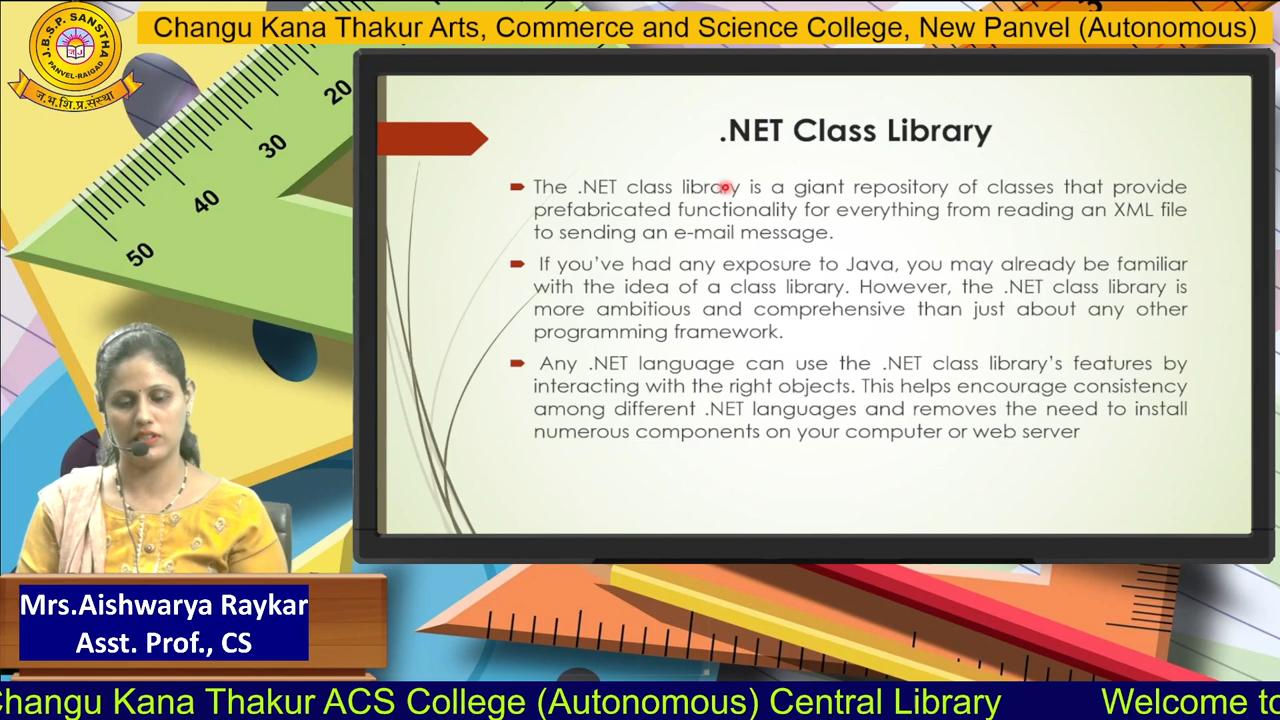 Changu Kana Thakur Arts, Commerce and Science College, New Panvel (Autonomous)
J.B.S.P. SANSTHA
PANVEL-RAIGAD
ज.भ.शि.प्र.संस्था
20
30
40
50
.NET Class Library
The .NET class library is a giant repository of classes that provide
prefabricated functionality for everything from reading an XML file
to sending an e-mail message.
If you've had any exposure to Java, you may already be familiar
with the idea of a class library. However, the .NET class library is
more ambitious and comprehensive than just about any other
programming framework.
Any .NET language can use the .NET class library's features by
interacting with the right objects. This helps encourage consistency
among different .NET languages and removes the need to install
numerous components on your computer or web server
Mrs.Aishwarya Raykar
Asst. Prof., CS
Changu Kana Thakur ACS College (Autonomous) Central Library Welcome to